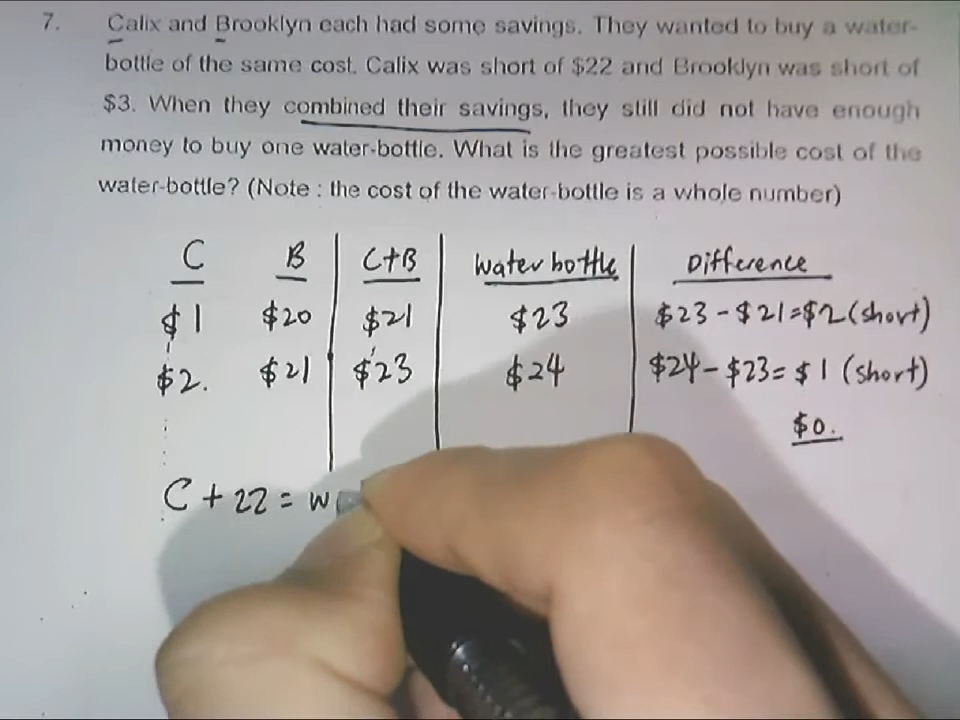 7. Calix and Brooklyn each had some savings. They wanted to buy a water-
bottle of the same cost. Calix was short of $22 and Brooklyn was short of
$3. When they combined their savings, they still did not have enough
money to buy one water-bottle. What is the greatest possible cost of the
water-bottle? (Note : the cost of the water-bottle is a whole number)
C B C+B Water bottle Difference
$1 $20 $21 $23 $23 - $21 = $2 (short)
$2. $21 $23 $24 $24 - $23 = $1 (short)
$0.
C + 22 = W